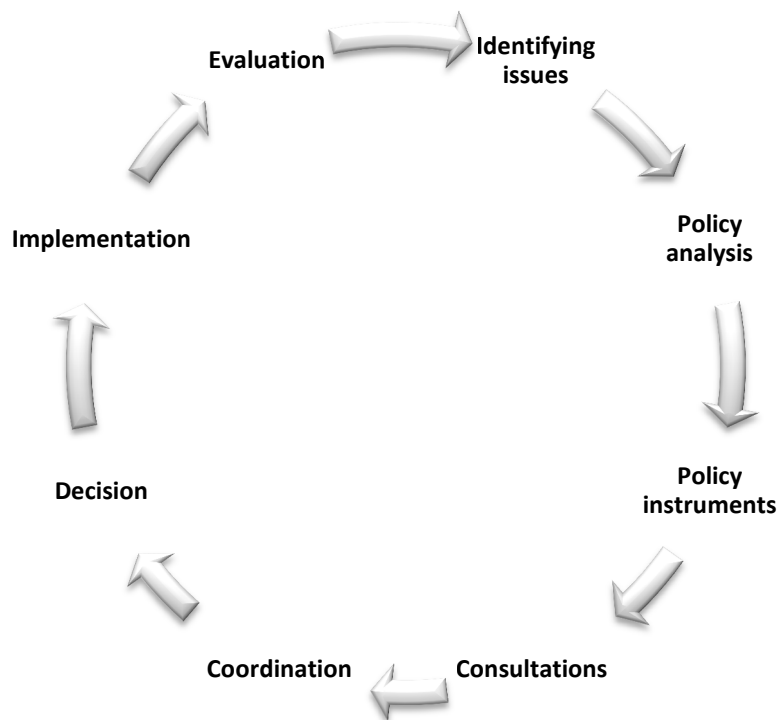 Evaluation
Identifying
issues
Policy
analysis
Policy
instruments
Consultations
Coordination
Decision
Implementation